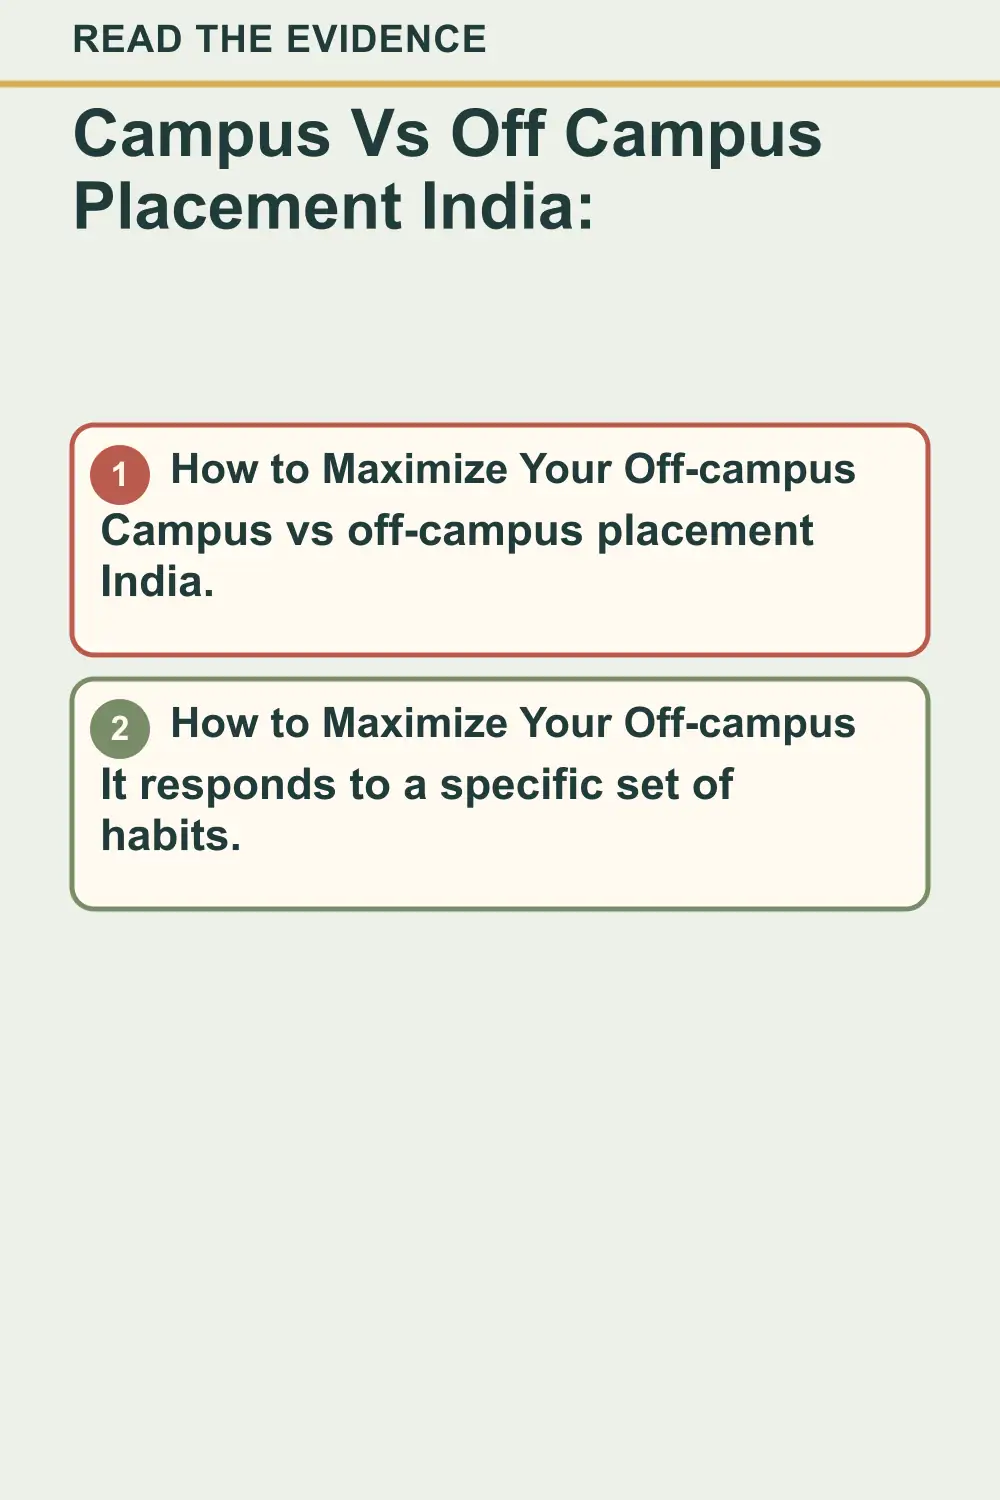 READ THE EVIDENCE
Campus Vs Off Campus
Placement India:
1 How to Maximize Your Off-campus
Campus vs off-campus placement
India.
2 How to Maximize Your Off-campus
It responds to a specific set of
habits.